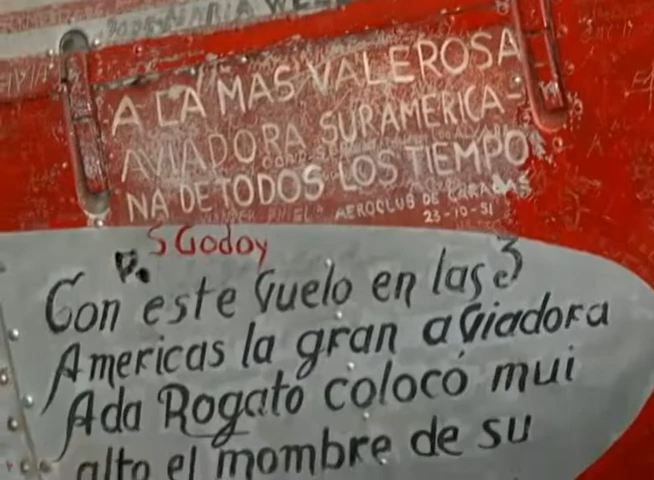 A LA MAS VALEROSA
AVIADORA SURAMERICA-
NA DE TODOS LOS TIEMPO
AEROCLUB DE CARACAS
23-10-51
S Godoy
Con este vuelo en las 3
Americas la gran aviadora
Ada Rogato colocó mui
alto el mombre de su